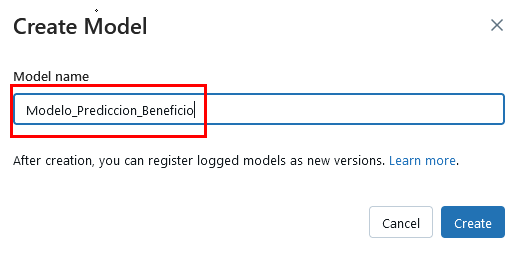 Create Model
Model name
Modelo_Prediccion_Beneficio
After creation, you can register logged models as new versions. Learn more.
Cancel
Create